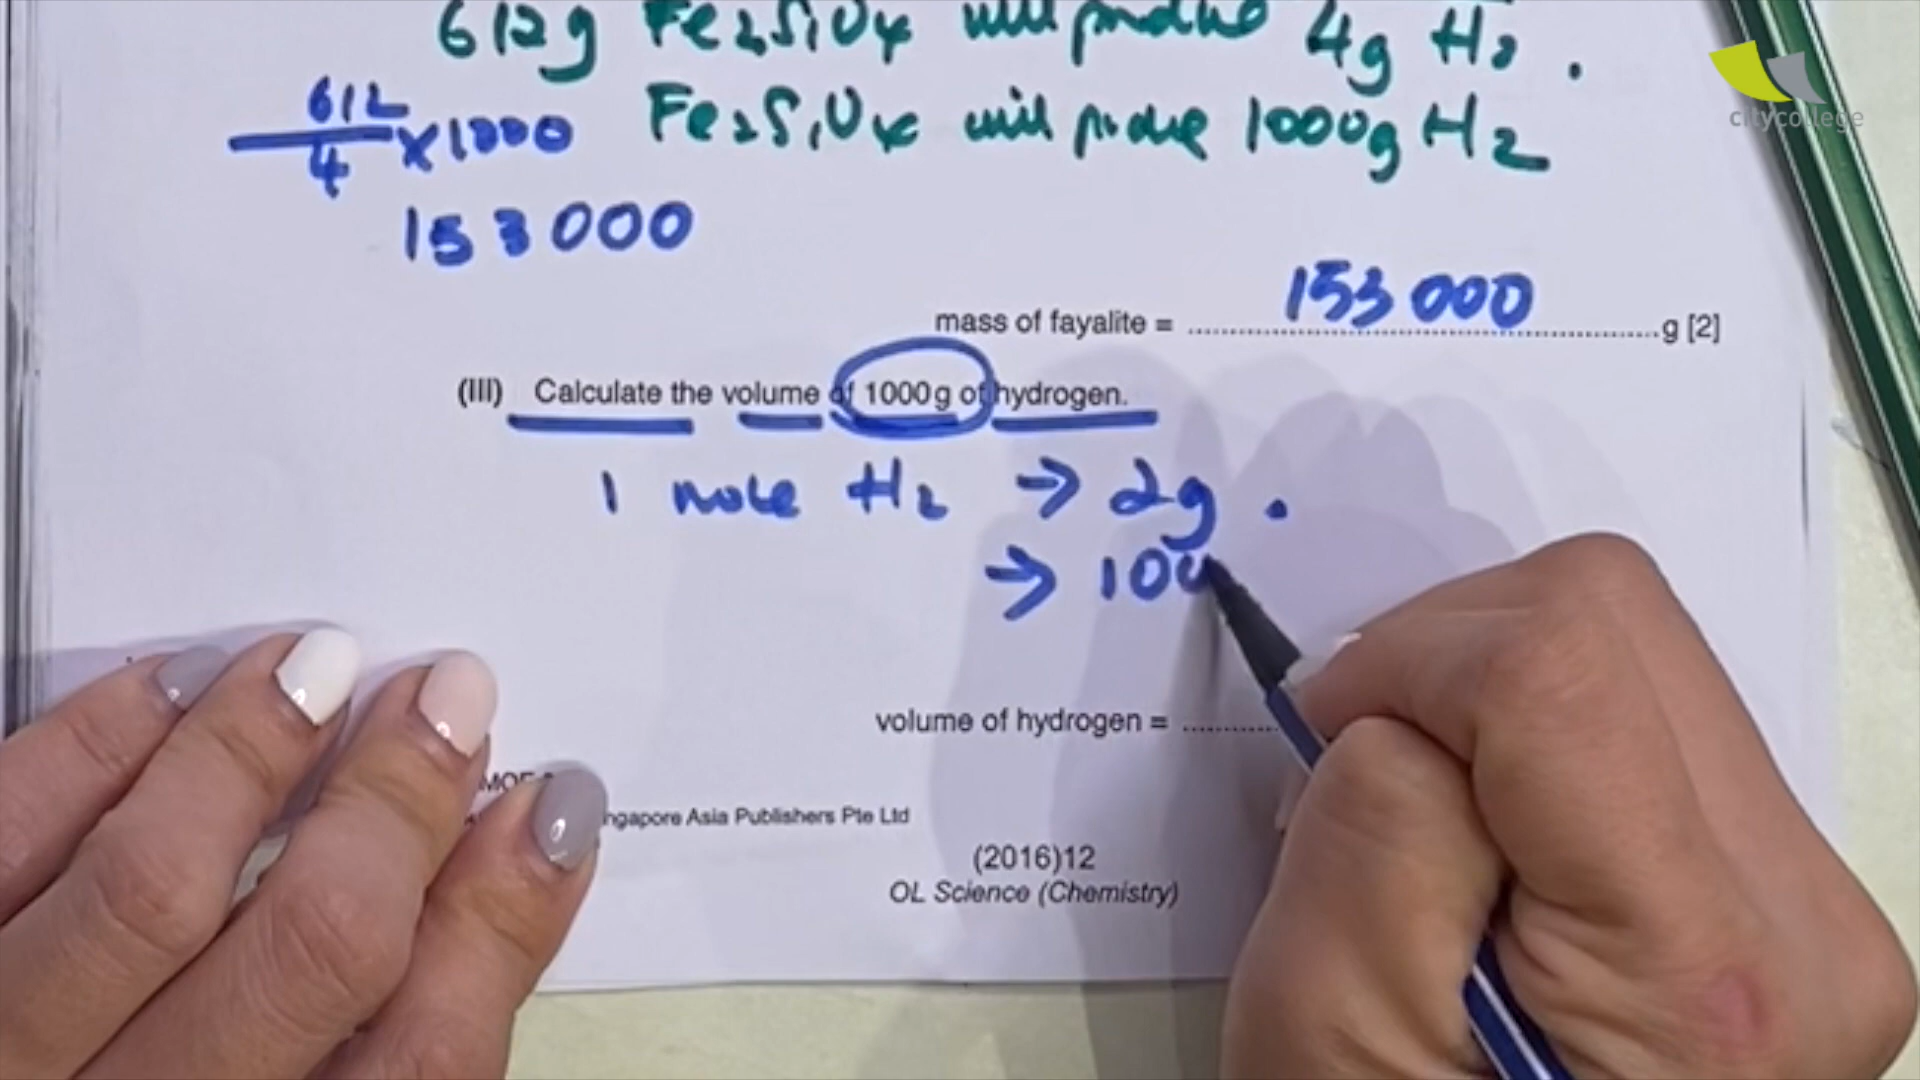 612g Fe2SiO4 will produce 4g H2.
612/4 x1000 Fe2SiO4 will produce 1000g H2
citycollege
153000
mass of fayalite = 153 000 g [2]
(III) Calculate the volume of 1000g of hydrogen.
1 mole H2 → 2g.
→ 100
volume of hydrogen =
ngapore Asia Publishers Pte Ltd
(2016)12
OL Science (Chemistry)